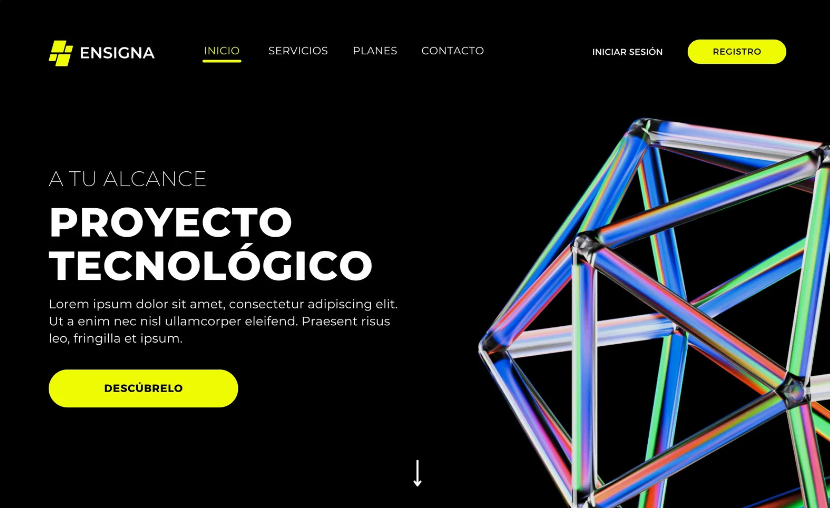 ENSIGNA
INICIO SERVICIOS PLANES CONTACTO
INICIAR SESIÓN
REGISTRO
A TU ALCANCE
PROYECTO
TECNOLÓGICO
Lorem ipsum dolor sit amet, consectetur adipiscing elit.
Ut a enim nec nisl ullamcorper eleifend. Praesent risus
leo, fringilla et ipsum.
DESCÚBRELO